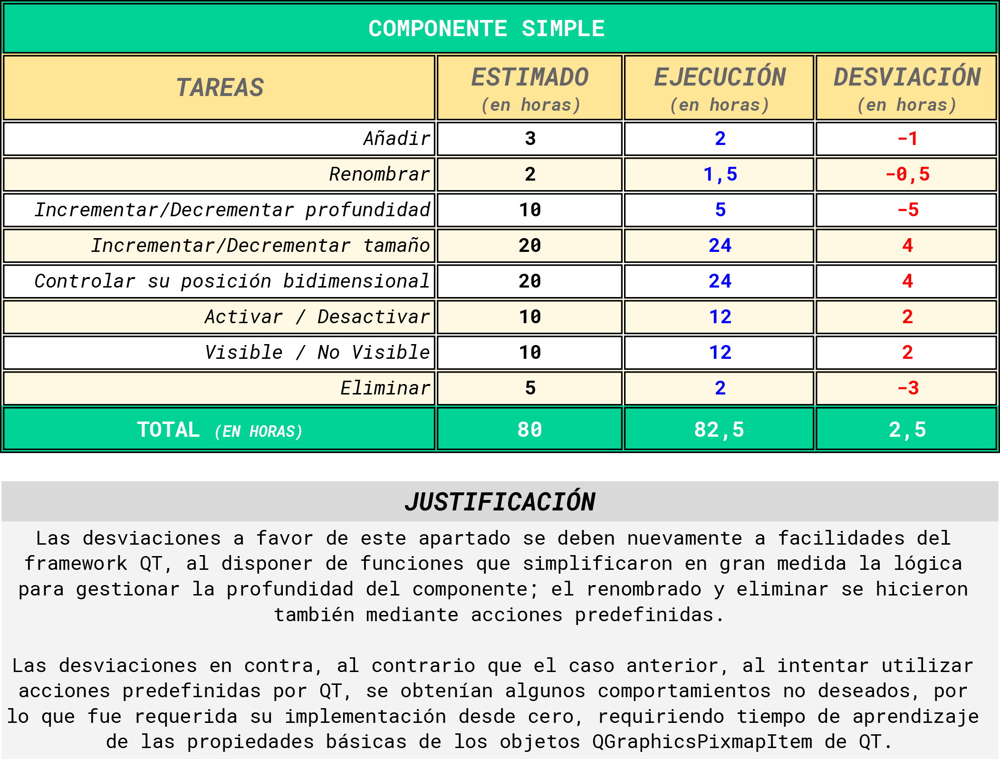 COMPONENTE SIMPLE
TAREAS ESTIMADO (en horas) EJECUCIÓN (en horas) DESVIACIÓN (en horas)
Añadir 3 2 -1
Renombrar 2 1,5 -0,5
Incrementar/Decrementar profundidad 10 5 -5
Incrementar/Decrementar tamaño 20 24 4
Controlar su posición bidimensional 20 24 4
Activar / Desactivar 10 12 2
Visible / No Visible 10 12 2
Eliminar 5 2 -3
TOTAL (EN HORAS) 80 82,5 2,5
JUSTIFICACIÓN
Las desviaciones a favor de este apartado se deben nuevamente a facilidades del
framework QT, al disponer de funciones que simplificaron en gran medida la lógica
para gestionar la profundidad del componente; el renombrado y eliminar se hicieron
también mediante acciones predefinidas.
Las desviaciones en contra, al contrario que el caso anterior, al intentar utilizar
acciones predefinidas por QT, se obtenían algunos comportamientos no deseados, por
lo que fue requerida su implementación desde cero, requiriendo tiempo de aprendizaje
de las propiedades básicas de los objetos QGraphicsPixmapItem de QT.